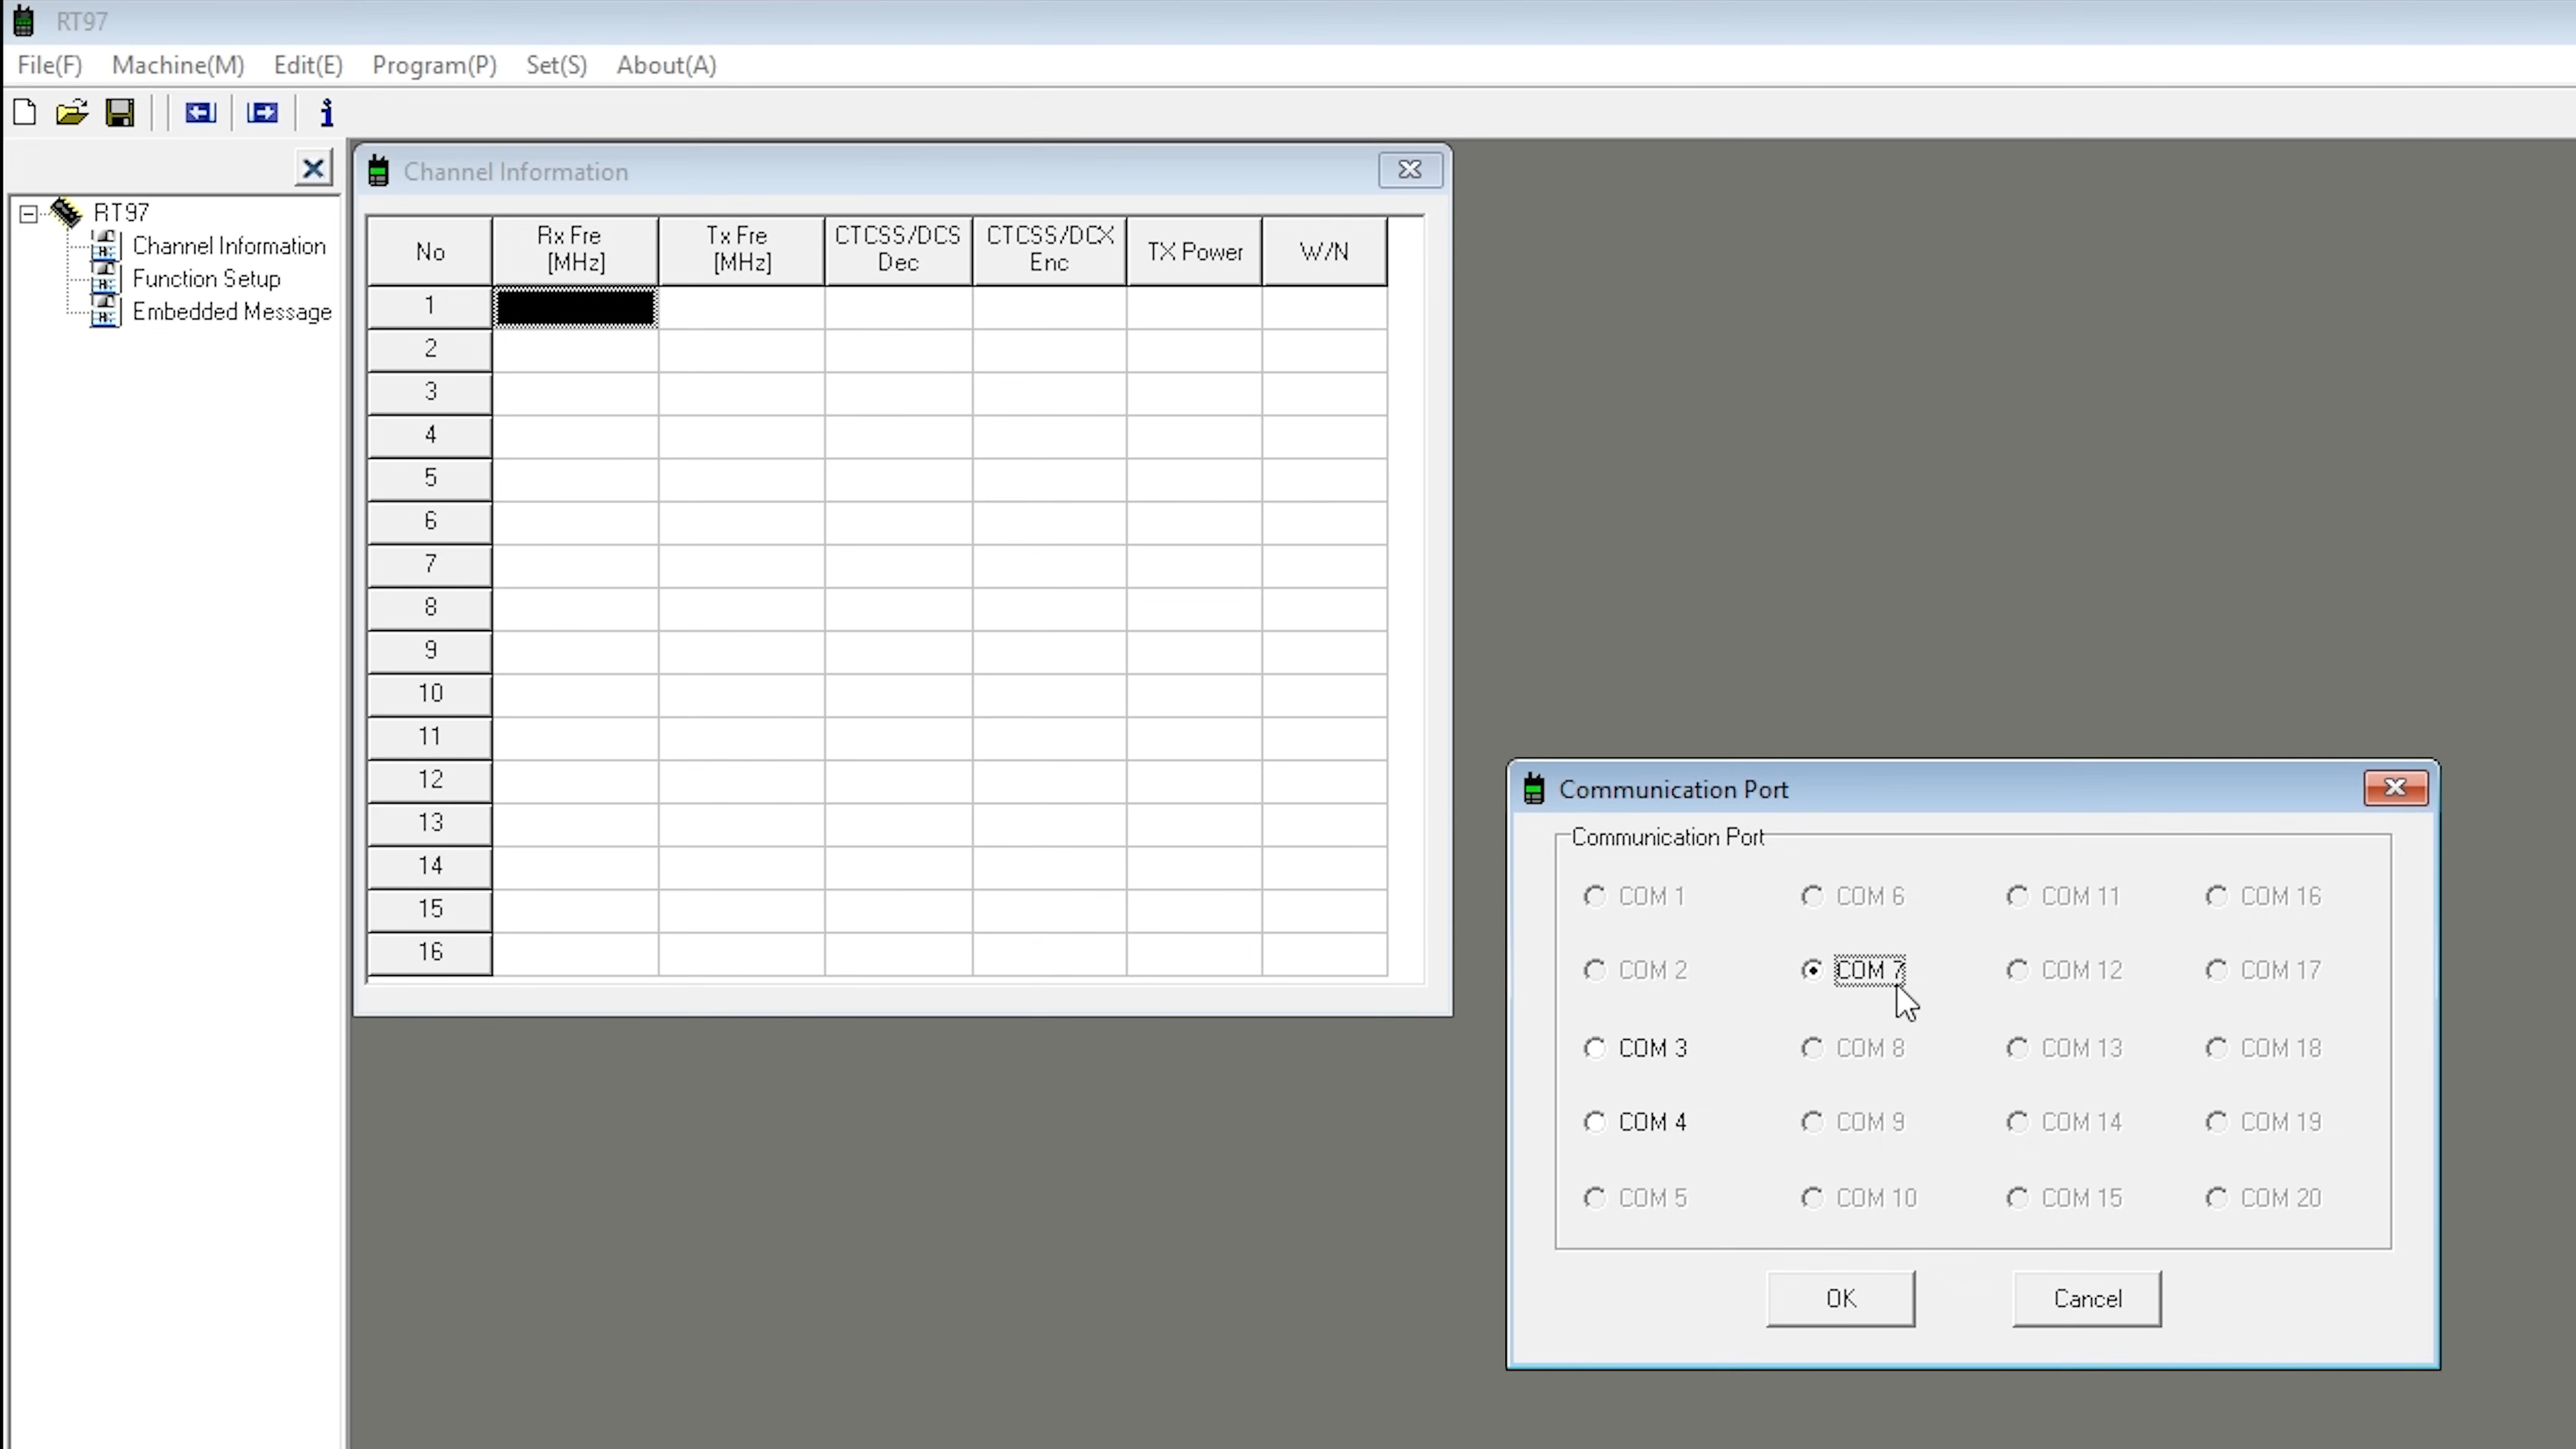 RT97
File(F) Machine(M) Edit(E) Program(P) Set(S) About(A)
i
RT97
Channel Information
Function Setup
Embedded Message
Channel Information
No Rx Fre [MHz] Tx Fre [MHz] CTCSS/DCS Dec CTCSS/DCX Enc TX Power W/N
1
2
3
4
5
6
7
8
9
10
11
12
13
14
15
16
Communication Port
Communication Port
COM 1 COM 6 COM 11 COM 16
COM 2 COM 7 COM 12 COM 17
COM 3 COM 8 COM 13 COM 18
COM 4 COM 9 COM 14 COM 19
COM 5 COM 10 COM 15 COM 20
OK Cancel